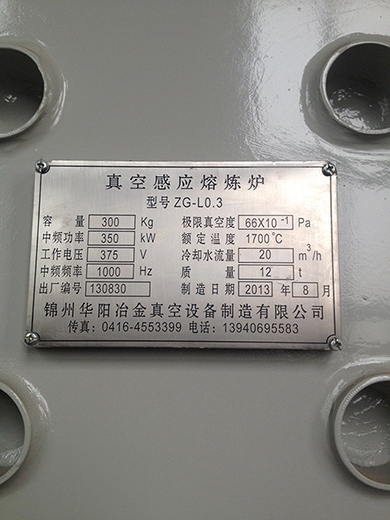 真空感应熔炼炉
型号 ZG-L0.3
容量 300 Kg 极限真空度 66X10⁻¹ Pa
中频功率 350 kW 额定温度 1700℃
工作电压 375 V 冷却水流量 20 m³/h
中频频率 1000 Hz 质量 12 t
出厂编号 130830 制造日期 2013 年 8 月
锦州华阳冶金真空设备制造有限公司
传真: 0416-4553399 电话: 13940695583